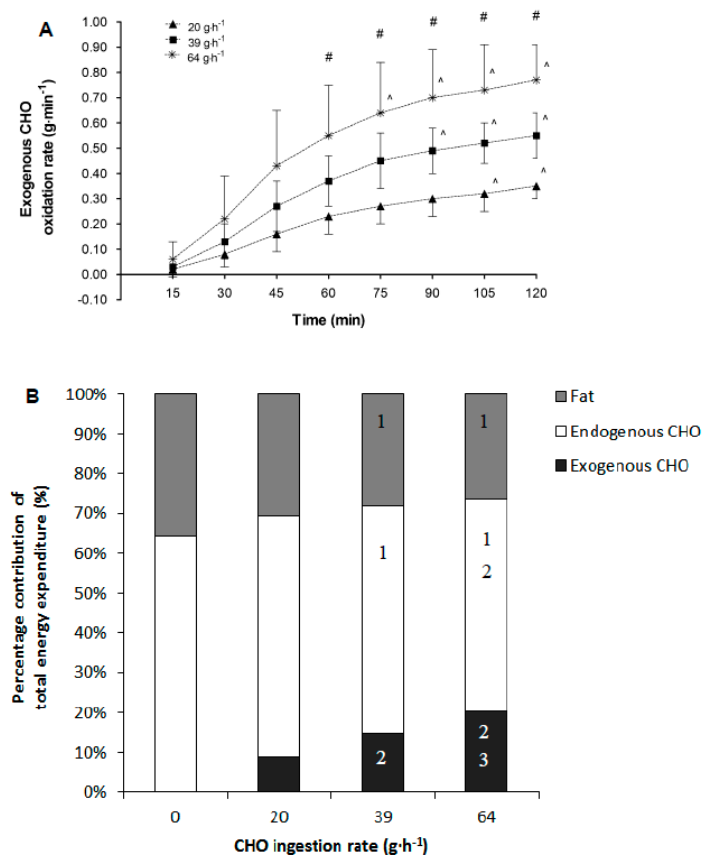 A
20 g·h⁻¹
39 g·h⁻¹
64 g·h⁻¹
# # # # #
^ ^ ^ ^
^ ^ ^
^ ^
Exogenous CHO
oxidation rate (g·min⁻¹)
1.00
0.90
0.80
0.70
0.60
0.50
0.40
0.30
0.20
0.10
0.00
-0.10
15 30 45 60 75 90 105 120
Time (min)
B
Percentage contribution of
total energy expenditure (%)
100%
90%
80%
70%
60%
50%
40%
30%
20%
10%
0%
1 1
1 1
2
2 2
3
Fat
Endogenous CHO
Exogenous CHO
0 20 39 64
CHO ingestion rate (g·h⁻¹)